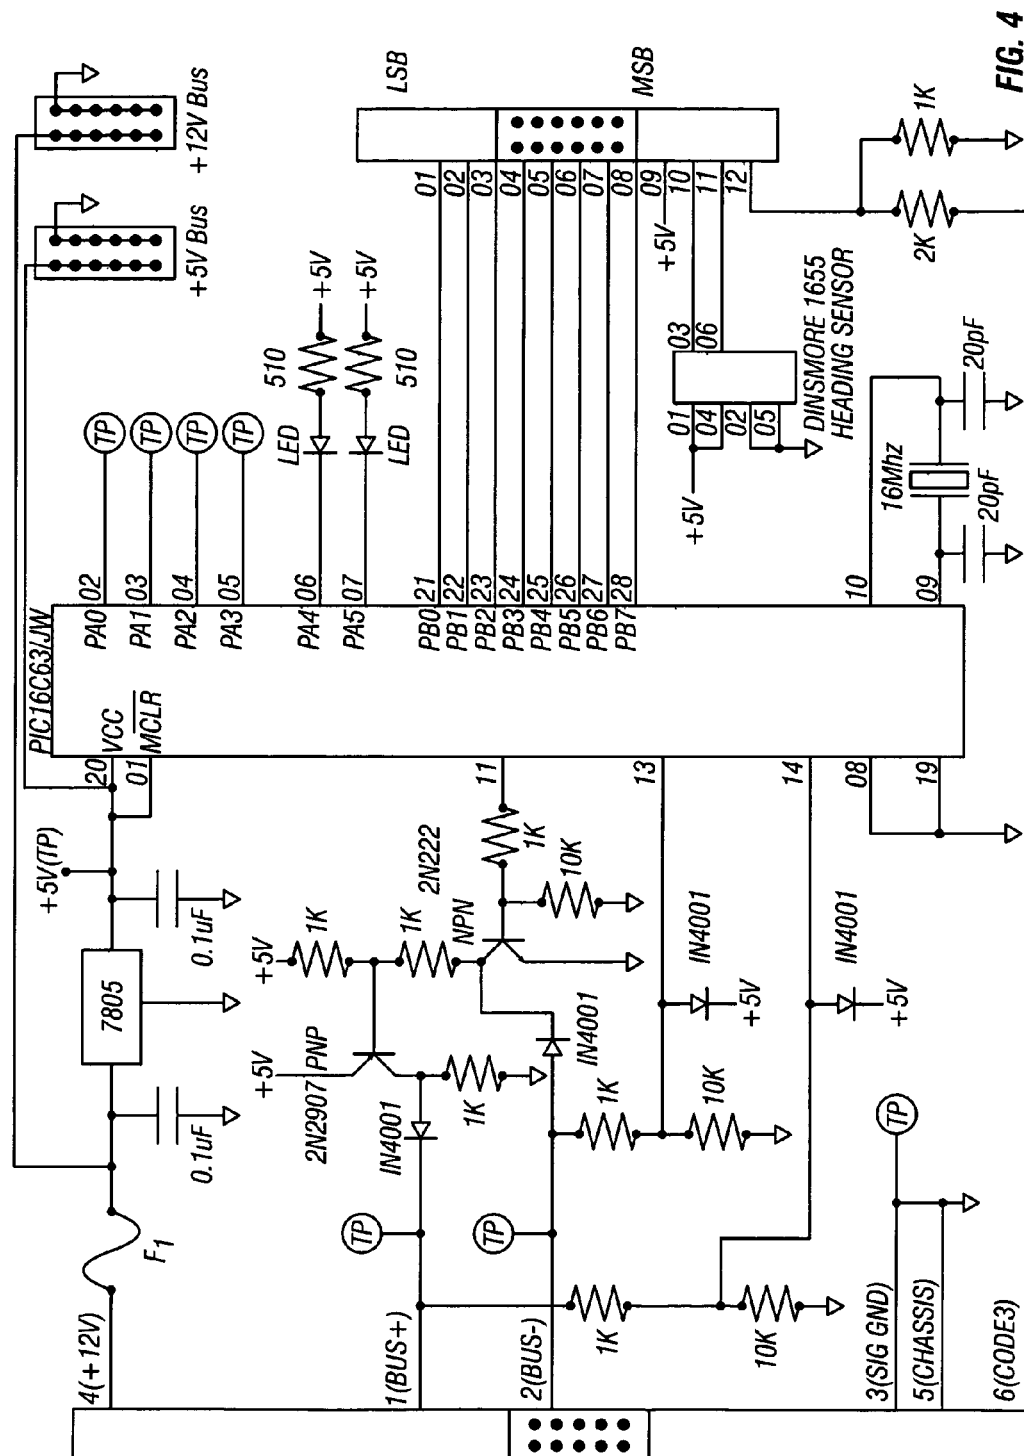 FIG. 4
+12V Bus
+5V Bus
LSB
MSB
01
02
03
04
05
06
07
08
09
10
11
12
+5V
1K
2K
510
+5V
510
+5V
LED
LED
TP
TP
TP
TP
DINSMORE 1655
HEADING SENSOR
03
06
01
04
02
05
+5V
16Mhz
20pF
20pF
PIC16C63/JW
PA0 02
PA1 03
PA2 04
PA3 05
PA4 06
PA5 07
PB0 21
PB1 22
PB2 23
PB3 24
PB4 25
PB5 26
PB6 27
PB7 28
10
09
20 VCC
01 MCLR
11
13
14
08
19
+5V(TP)
0.1uF
7805
0.1uF
F1
+5V
1K
1K
2N222
NPN
1K
10K
+5V
2N2907 PNP
IN4001
1K
IN4001
1K
10K
IN4001
+5V
IN4001
+5V
TP
TP
TP
1K
10K
4(+12V)
1(BUS+)
2(BUS-)
3(SIG GND)
5(CHASSIS)
6(CODE3)